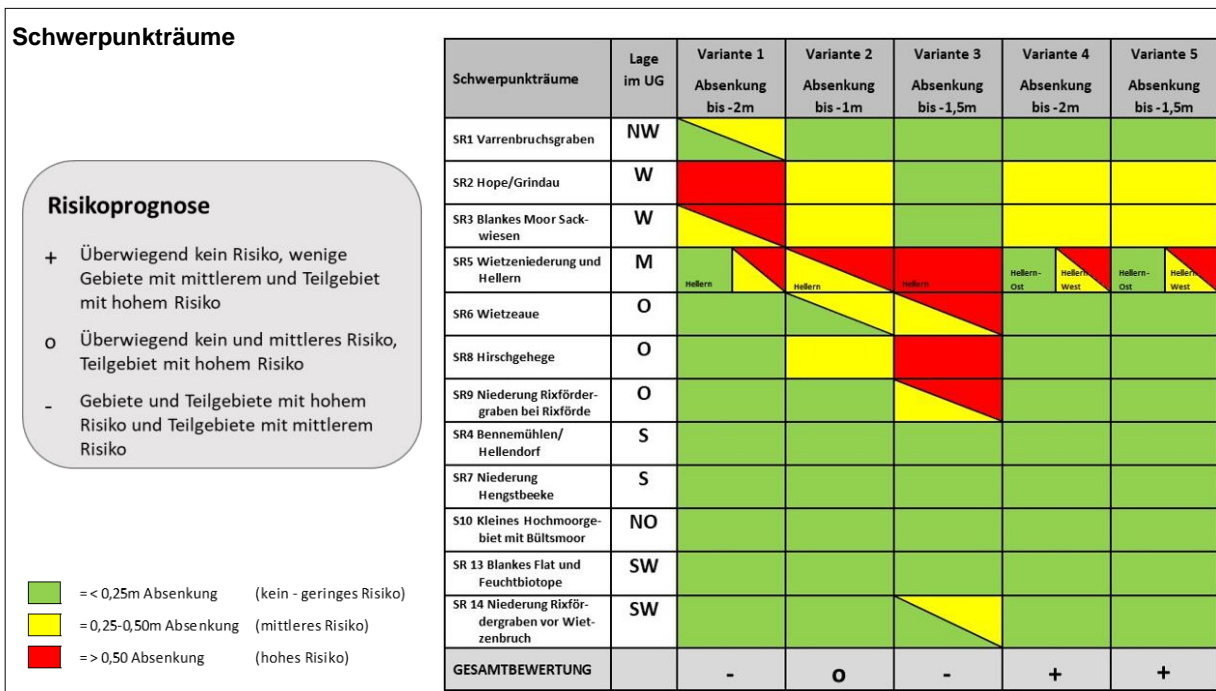 Schwerpunkträume
Risikoprognose
+ Überwiegend kein Risiko, wenige
Gebiete mit mittlerem und Teilgebiet
mit hohem Risiko
o Überwiegend kein und mittleres Risiko,
Teilgebiet mit hohem Risiko
- Gebiete und Teilgebiete mit hohem
Risiko und Teilgebiete mit mittlerem
Risiko
= < 0,25m Absenkung (kein - geringes Risiko)
= 0,25-0,50m Absenkung (mittleres Risiko)
= > 0,50 Absenkung (hohes Risiko)
Schwerpunkträume
Lage
im UG
Variante 1
Absenkung
bis -2m
Variante 2
Absenkung
bis -1m
Variante 3
Absenkung
bis -1,5m
Variante 4
Absenkung
bis -2m
Variante 5
Absenkung
bis -1,5m
SR1 Varrenbruchsgraben NW
SR2 Hope/Grindau W
SR3 Blankes Moor Sack-
wiesen
W
SR5 Wietzeniederung und
Hellern
M
Hellern
Hellern
Hellern
Hellern-
Ost
Hellern
West
Hellern-
Ost
Hellern
West
SR6 Wietzeaue O
SR8 Hirschgehege O
SR9 Niederung Rixförder-
graben bei Rixförde
O
SR4 Bennemühlen/
Hellendorf
S
SR7 Niederung
Hengstbeeke
S
S10 Kleines Hochmoorge-
biet mit Bültsmoor
NO
SR 13 Blankes Flat und
Feuchtbiotope
SW
SR 14 Niederung Rixför-
dergraben vor Wiet-
zenbruch
SW
GESAMTBEWERTUNG - o - + +